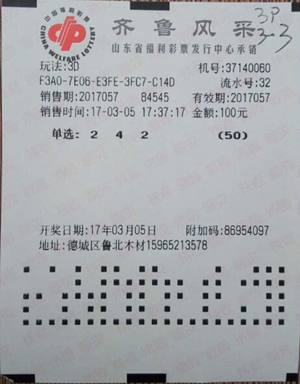 中国福利彩票
CHINA WELFARE LOTTERY
齐鲁风采
3P
3-3
山东省福利彩票发行中心承销
玩法:3D 机号:37140060
F3A0-7E06-E3FE-3FC7-C14D 流水号:32
销售期:2017057 84545 有效期:2017057
销售时间:17-03-05 17:37:17 金额:100元
单选: 2 4 2 (50)
开奖日期:17年03月05日 附加码:86954097
地址:德城区鲁北木材15965213578